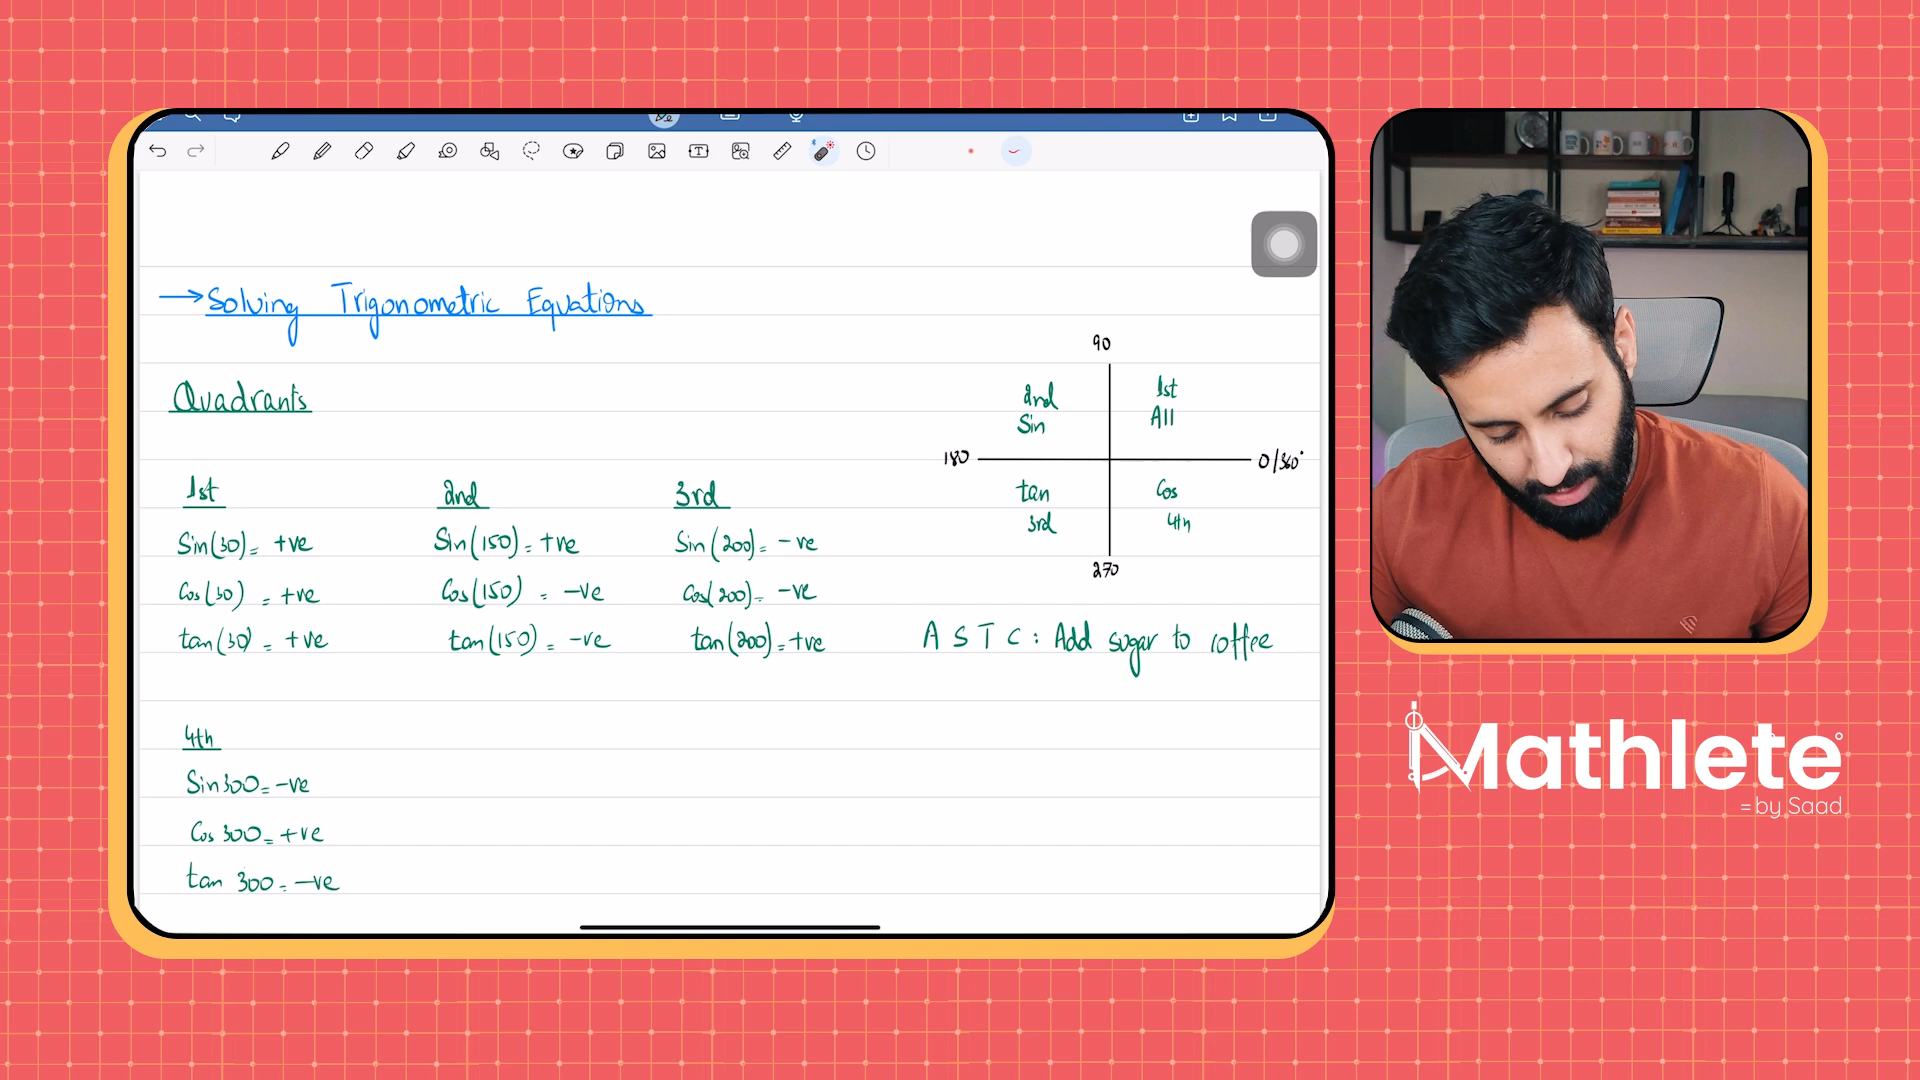 → Solving Trigonometric Equations
Quadrants
1st
Sin(30) = +ve
Cos(30) = +ve
tan(30) = +ve
2nd
Sin(150) = +ve
Cos(150) = -ve
tan(150) = -ve
3rd
Sin(200) = -ve
Cos(200) = -ve
tan(200) = +ve
4th
Sin 300 = -ve
Cos 300 = +ve
tan 300 = -ve
90
2nd
Sin
1st
All
180
0/360°
tan
3rd
Cos
4th
270
A S T C : Add sugar to coffee
Mathlete°
= by Saad